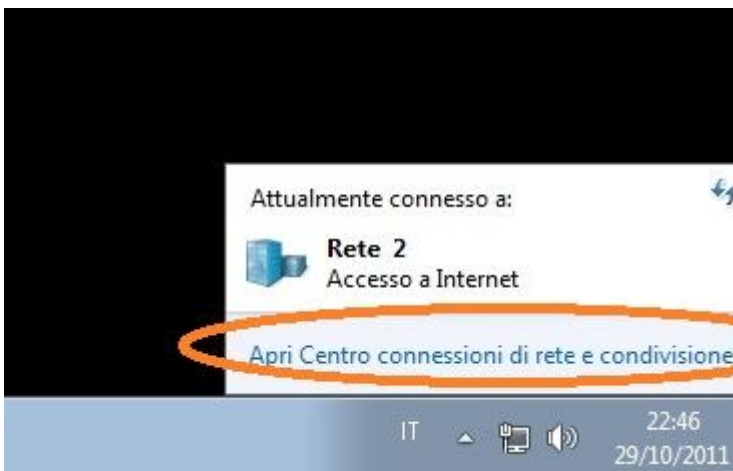 Attualmente connesso a:
Rete 2
Accesso a Internet
Apri Centro connessioni di rete e condivisione
IT
22:46
29/10/2011